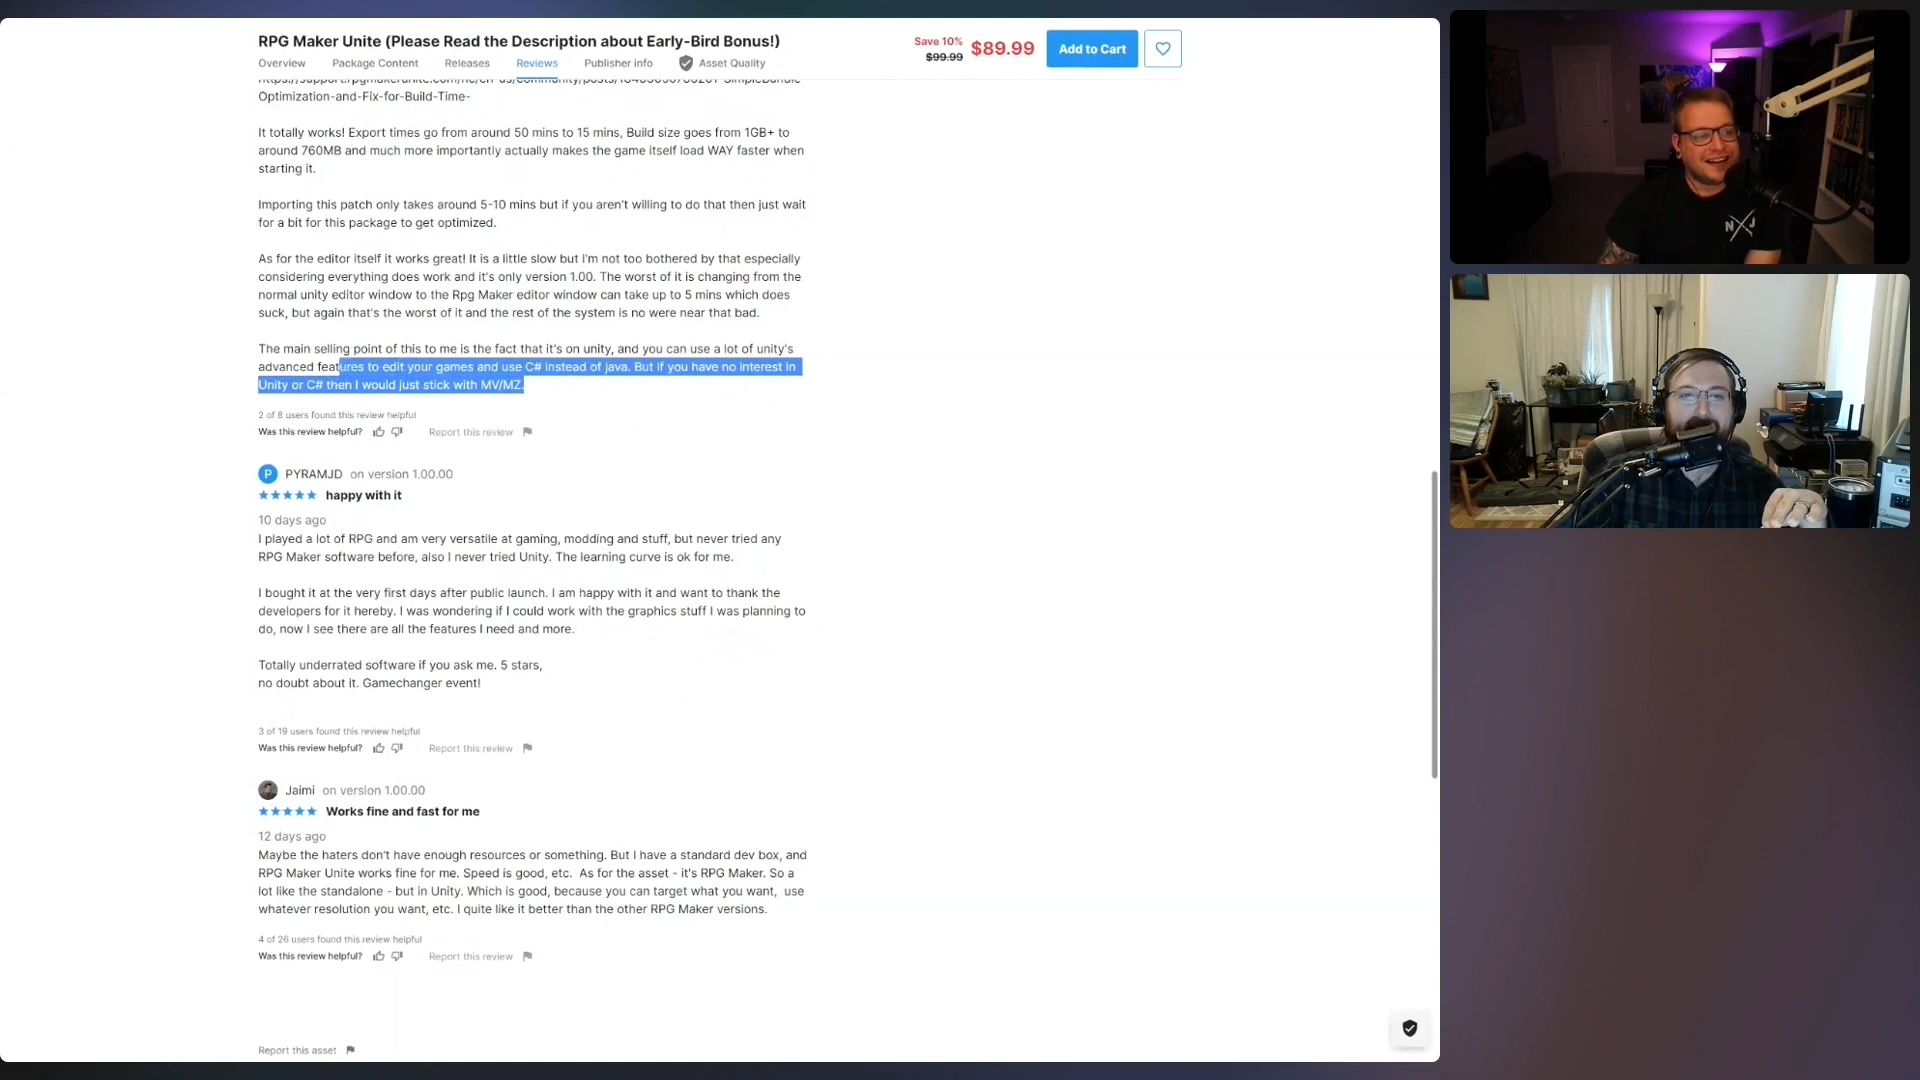 RPG Maker Unite (Please Read the Description about Early-Bird Bonus!)
Save 10%
$99.99
$89.99
Add to Cart
Overview
Package Content
Releases
Reviews
Publisher info
Asset Quality
Optimization-and-Fix-for-Build-Time-
It totally works! Export times go from around 50 mins to 15 mins, Build size goes from 1GB+ to
around 760MB and much more importantly actually makes the game itself load WAY faster when
starting it.
Importing this patch only takes around 5-10 mins but if you aren't willing to do that then just wait
for a bit for this package to get optimized.
As for the editor itself it works great! It is a little slow but I'm not too bothered by that especially
considering everything does work and it's only version 1.00. The worst of it is changing from the
normal unity editor window to the Rpg Maker editor window can take up to 5 mins which does
suck, but again that's the worst of it and the rest of the system is no were near that bad.
The main selling point of this to me is the fact that it's on unity, and you can use a lot of unity's
advanced features to edit your games and use C# instead of java. But if you have no interest in
Unity or C# then I would just stick with MV/MZ.
2 of 8 users found this review helpful
Was this review helpful?
Report this review
P
PYRAMJD on version 1.00.00
happy with it
10 days ago
I played a lot of RPG and am very versatile at gaming, modding and stuff, but never tried any
RPG Maker software before, also I never tried Unity. The learning curve is ok for me.
I bought it at the very first days after public launch. I am happy with it and want to thank the
developers for it hereby. I was wondering if I could work with the graphics stuff I was planning to
do, now I see there are all the features I need and more.
Totally underrated software if you ask me. 5 stars,
no doubt about it. Gamechanger event!
3 of 19 users found this review helpful
Was this review helpful?
Report this review
Jaimi on version 1.00.00
Works fine and fast for me
12 days ago
Maybe the haters don't have enough resources or something. But I have a standard dev box, and
RPG Maker Unite works fine for me. Speed is good, etc. As for the asset - it's RPG Maker. So a
lot like the standalone - but in Unity. Which is good, because you can target what you want, use
whatever resolution you want, etc. I quite like it better than the other RPG Maker versions.
4 of 26 users found this review helpful
Was this review helpful?
Report this review
Report this asset
N J